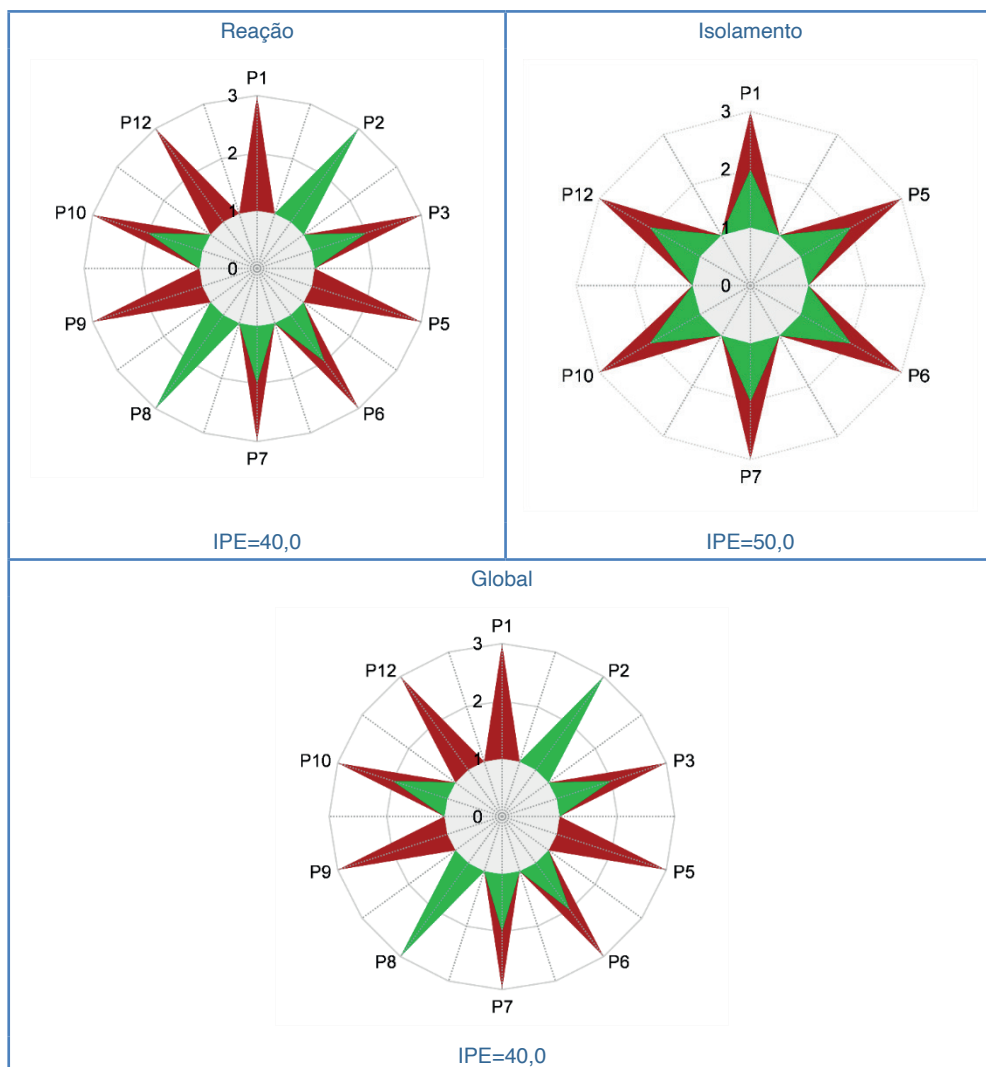 Reação
P1
3
P12
P2
2
P10
P3
1
0
P9
P5
P8
P6
P7
IPE=40,0
Isolamento
P1
3
2
P12
P5
1
0
P10
P6
P7
IPE=50,0
Global
P1
3
P12
P2
2
P10
P3
1
0
P9
P5
P8
P6
P7
IPE=40,0